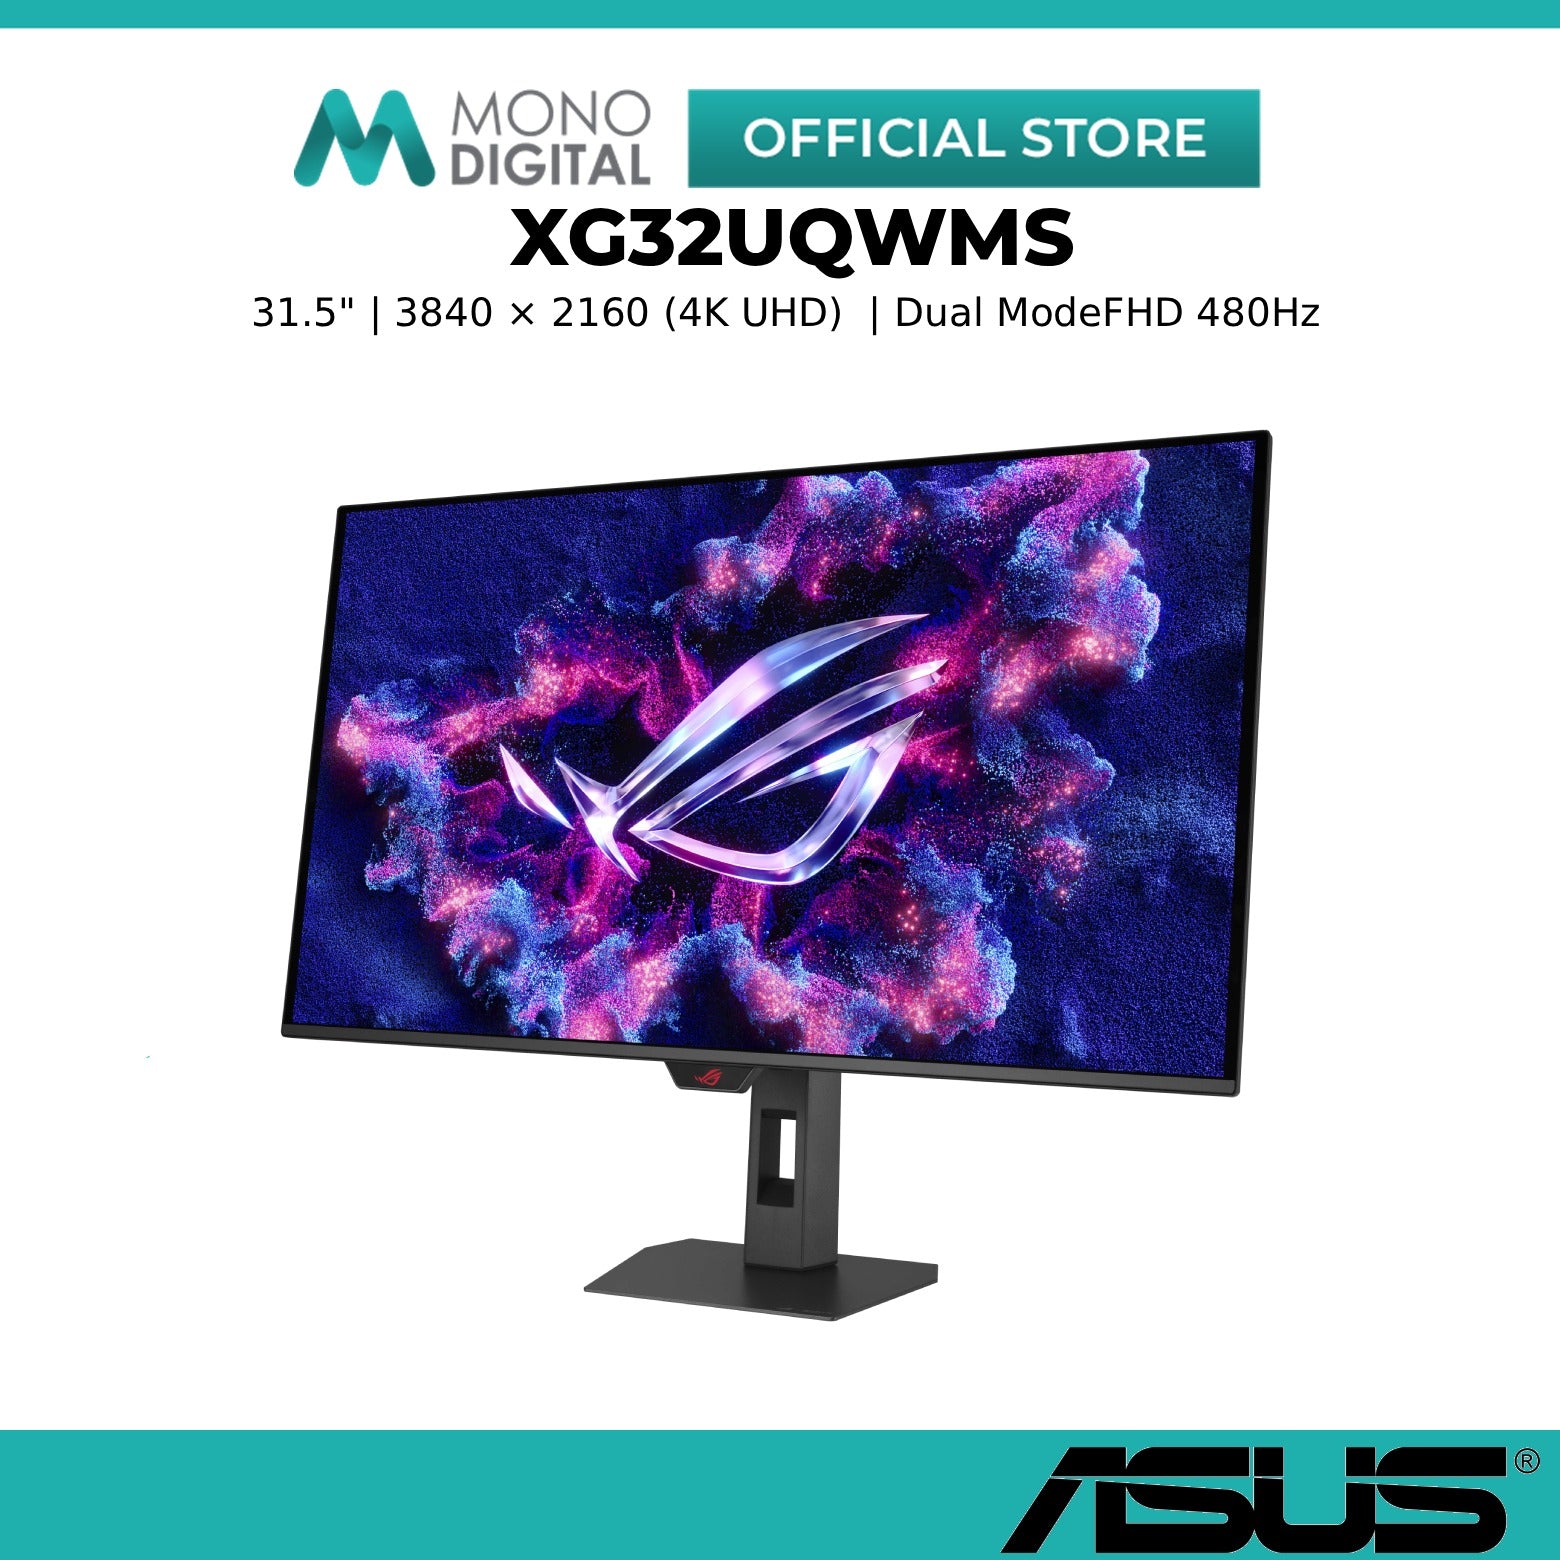 MONO
DIGITAL
OFFICIAL STORE
XG32UQWMS
31.5" | 3840 × 2160 (4K UHD)  | Dual ModeFHD 480Hz
ASUS®